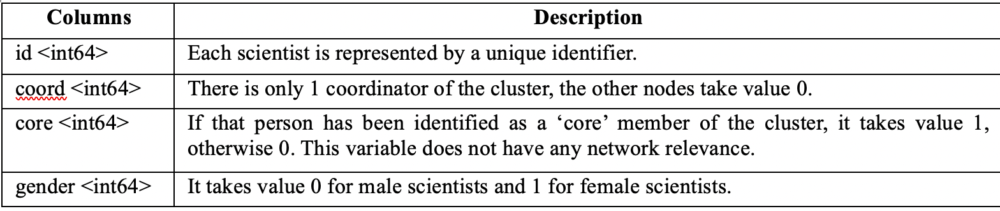 Columns Description
id <int64> Each scientist is represented by a unique identifier.
coord <int64> There is only 1 coordinator of the cluster, the other nodes take value 0.
core <int64> If that person has been identified as a ‘core’ member of the cluster, it takes value 1,
otherwise 0. This variable does not have any network relevance.
gender <int64> It takes value 0 for male scientists and 1 for female scientists.